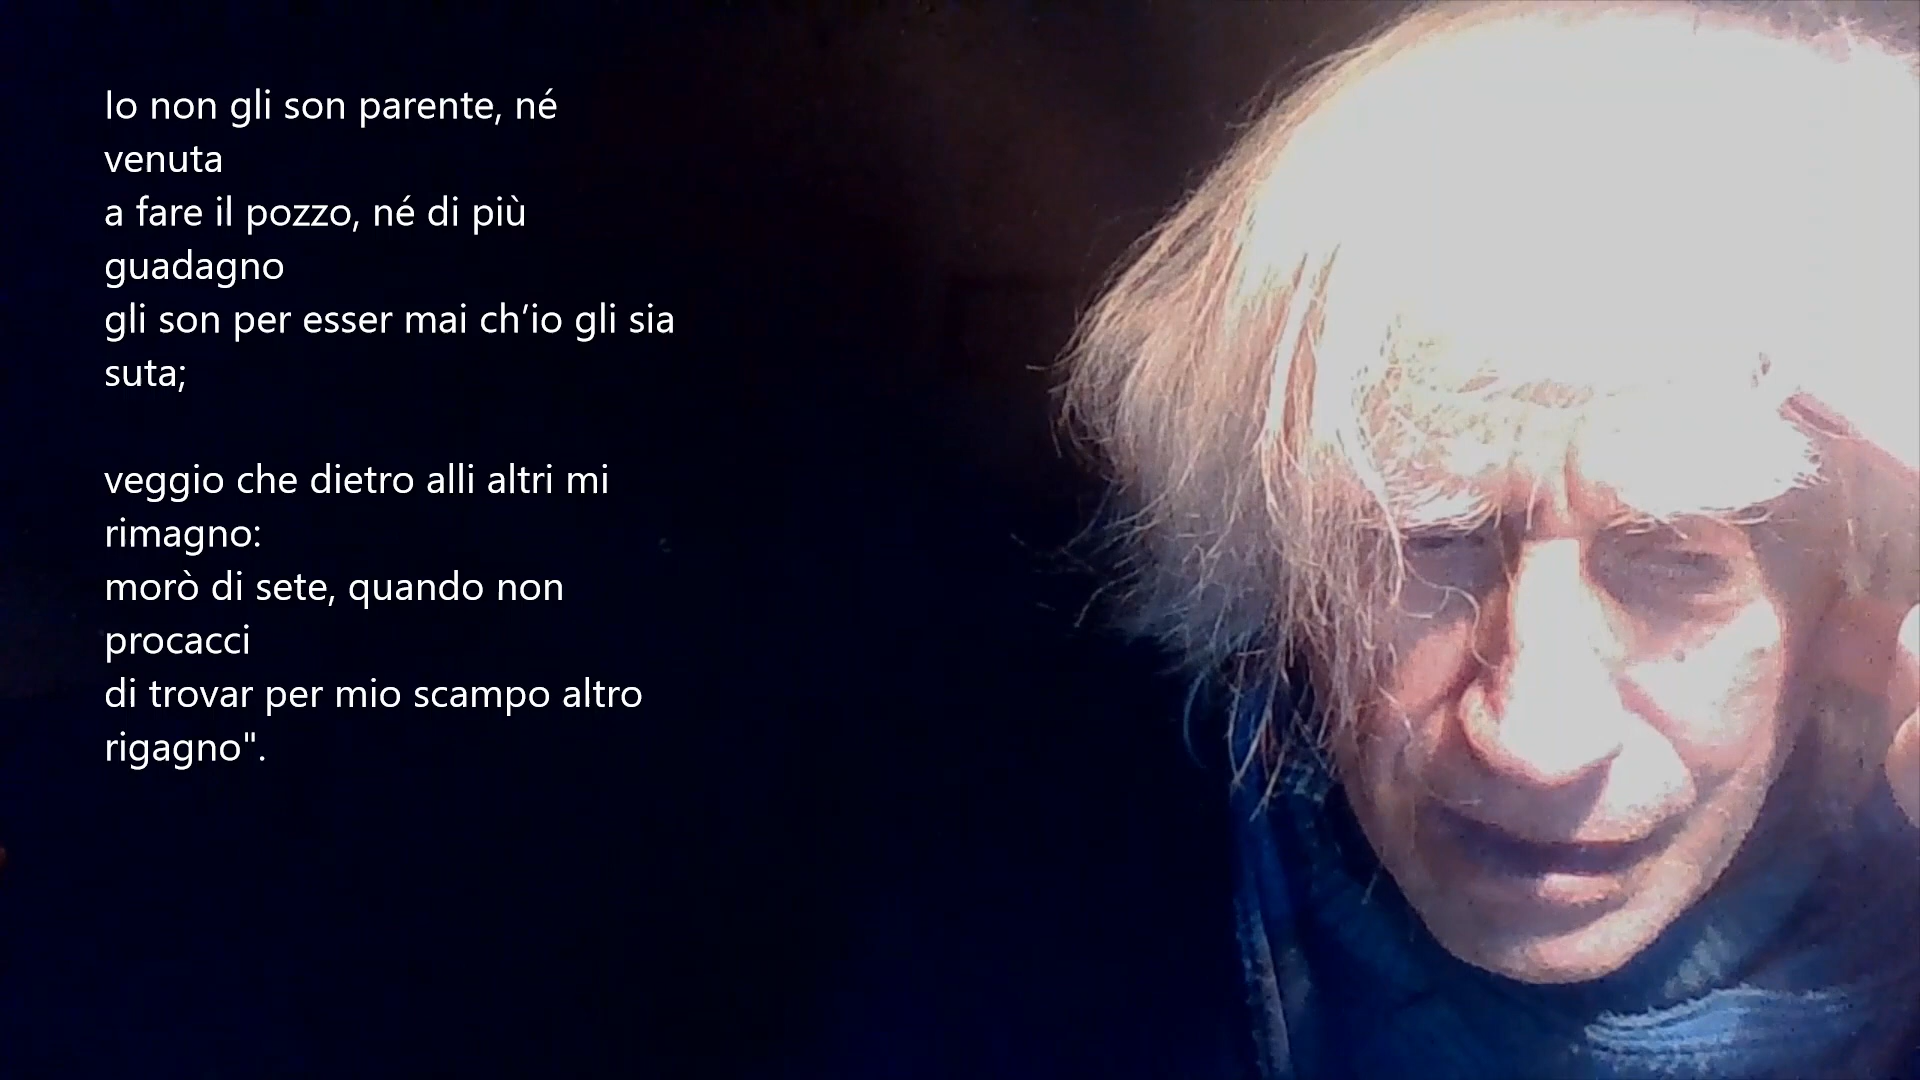 Io non gli son parente, né
venuta
a fare il pozzo, né di più
guadagno
gli son per esser mai ch’io gli sia
suta;

veggio che dietro alli altri mi
rimagno:
morò di sete, quando non
procacci
di trovar per mio scampo altro
rigagno".